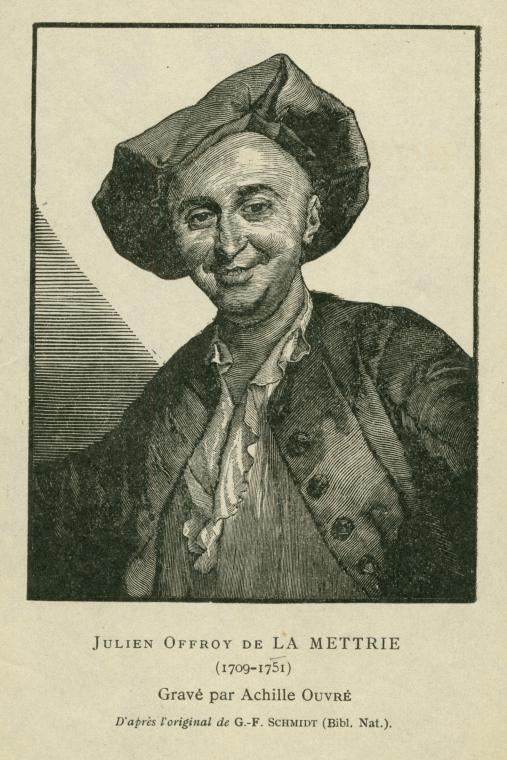 Julien Offroy de LA METTRIE
(1709-1751)
Gravé par Achille Ouvré
D'après l'original de G.-F. Schmidt (Bibl. Nat.).